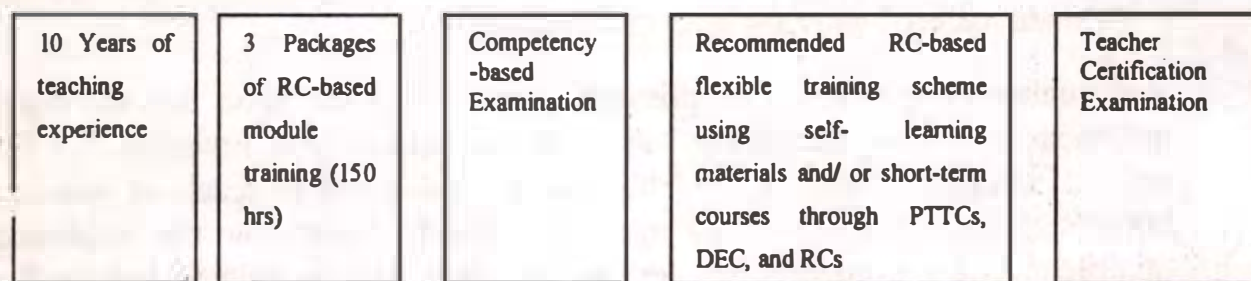 10 Years of
teaching
experience
3 Packages
of RC-based
module
training (150
hrs)
Competency
-based
Examination
Recommended RC-based
flexible training scheme
using self- learning
materials and/ or short-term
courses through PTTCs,
DEC, and RCs
Teacher
Certification
Examination